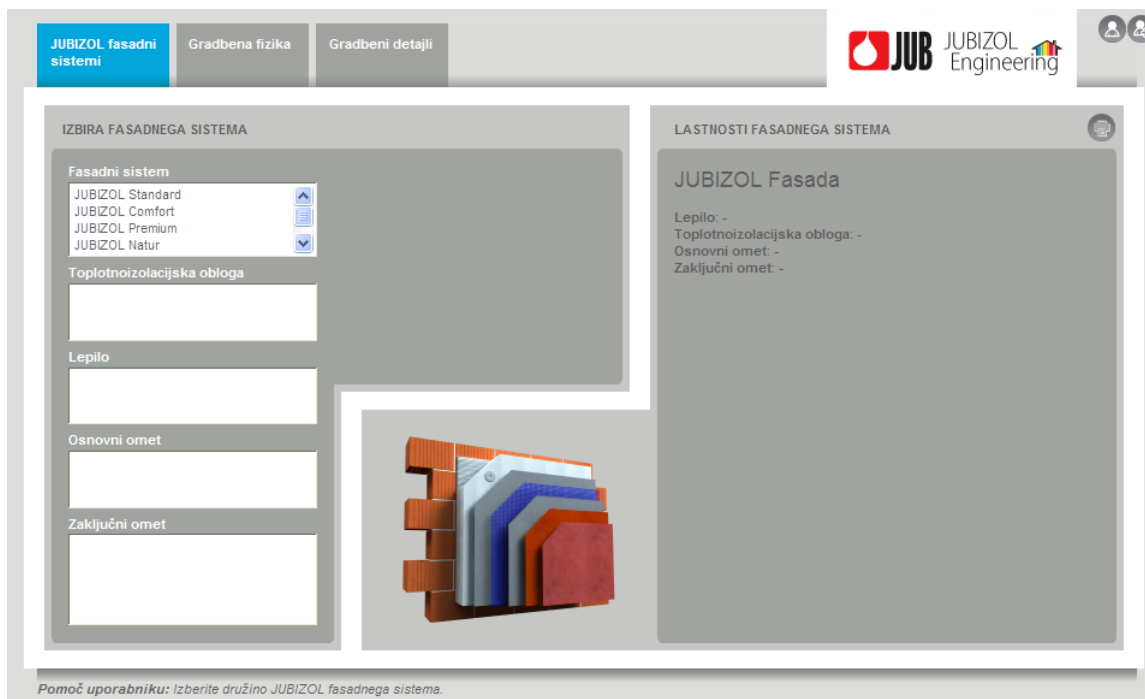 JUBIZOL fasadni
sistemi
Gradbena fizika
Gradbeni detajli
JUB
JUBIZOL
Engineering
IZBIRA FASADNEGA SISTEMA
Fasadni sistem
JUBIZOL Standard
JUBIZOL Comfort
JUBIZOL Premium
JUBIZOL Natur
Toplotnoizolacijska obloga
Lepilo
Osnovni omet
Zaključni omet
LASTNOSTI FASADNEGA SISTEMA
JUBIZOL Fasada
Lepilo: -
Toplotnoizolacijska obloga: -
Osnovni omet: -
Zaključni omet: -
Pomoč uporabniku: Izberite družino JUBIZOL fasadnega sistema.